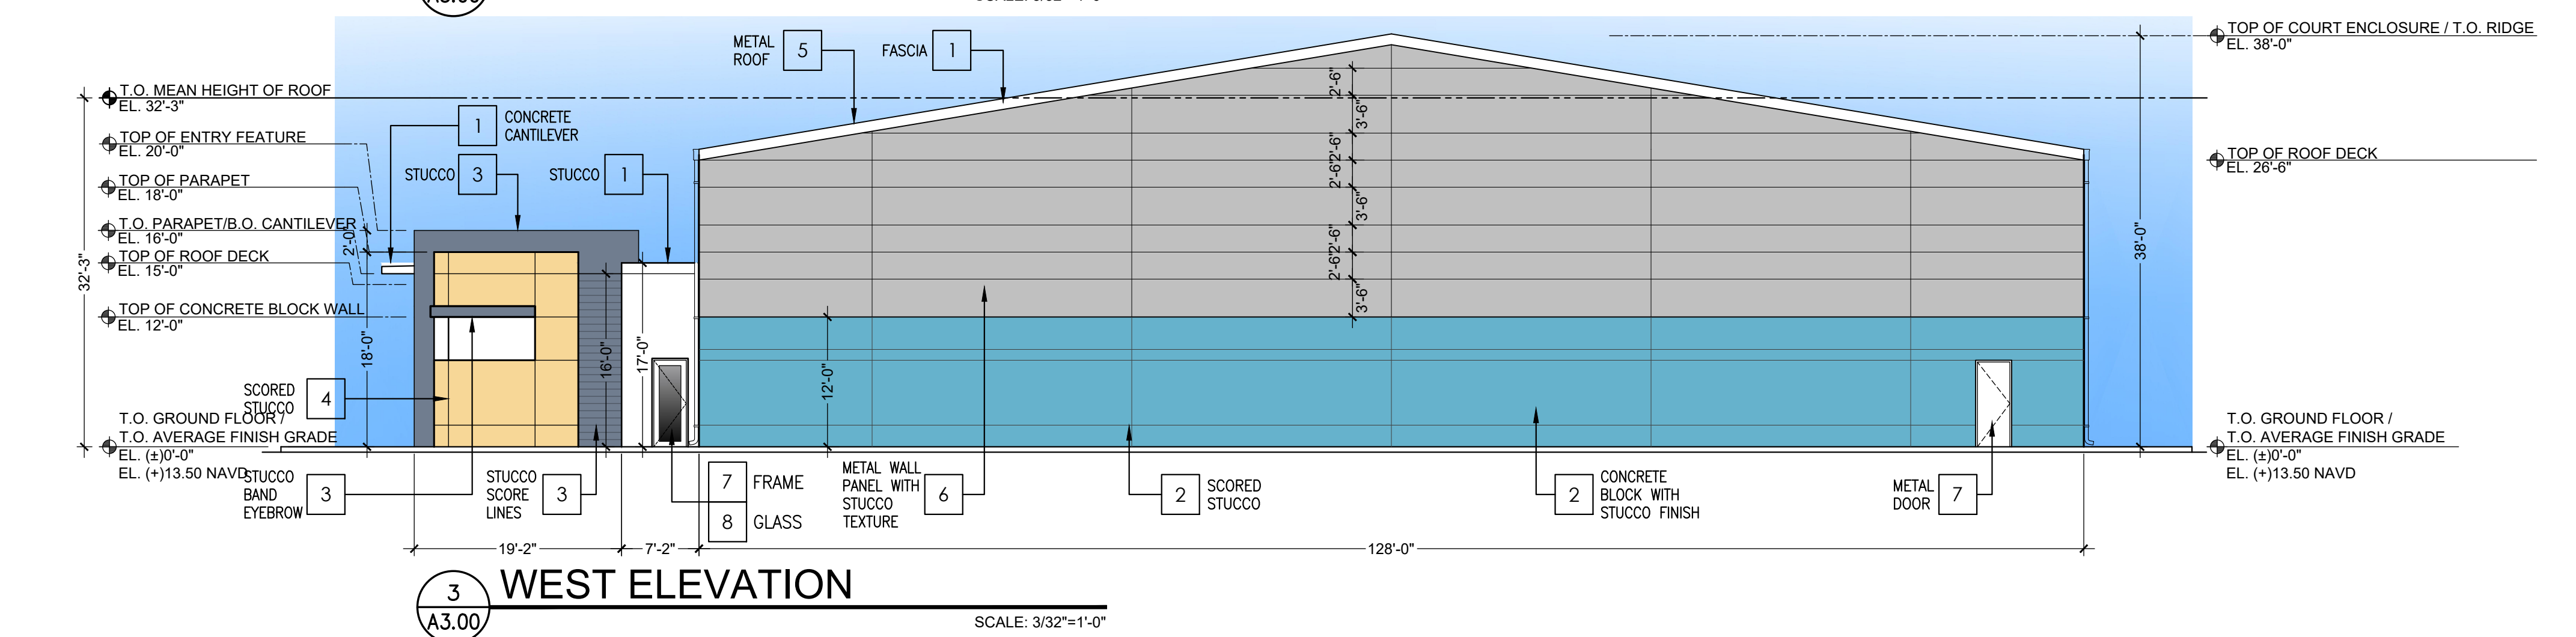 TOP OF COURT ENCLOSURE / T.O. RIDGE
EL. 38'-0"
METAL
ROOF
5
FASCIA
1
T.O. MEAN HEIGHT OF ROOF
EL. 32'-3"
1
CONCRETE
CANTILEVER
TOP OF ENTRY FEATURE
EL. 20'-0"
TOP OF ROOF DECK
EL. 26'-6"
STUCCO
3
STUCCO
1
TOP OF PARAPET
EL. 18'-0"
T.O. PARAPET/B.O. CANTILEVER
EL. 16'-0"
TOP OF ROOF DECK
EL. 15'-0"
TOP OF CONCRETE BLOCK WALL
EL. 12'-0"
32'-3"
2'-0"
18'-0"
16'-0"
17'-0"
12'-0"
2'-6"
3'-6"
2'-6"
2'-6"
3'-6"
2'-6"
2'-6"
3'-6"
38'-0"
SCORED
STUCCO
4
T.O. GROUND FLOOR /
T.O. AVERAGE FINISH GRADE
EL. (±)0'-0"
EL. (+)13.50 NAVD
T.O. GROUND FLOOR /
T.O. AVERAGE FINISH GRADE
EL. (±)0'-0"
EL. (+)13.50 NAVD
STUCCO
BAND
EYEBROW
3
STUCCO
SCORE
LINES
3
7
FRAME
8
GLASS
METAL WALL
PANEL WITH
STUCCO
TEXTURE
6
2
SCORED
STUCCO
2
CONCRETE
BLOCK WITH
STUCCO FINISH
METAL
DOOR
7
19'-2"
7'-2"
128'-0"
3
A3.00
WEST ELEVATION
SCALE: 3/32"=1'-0"